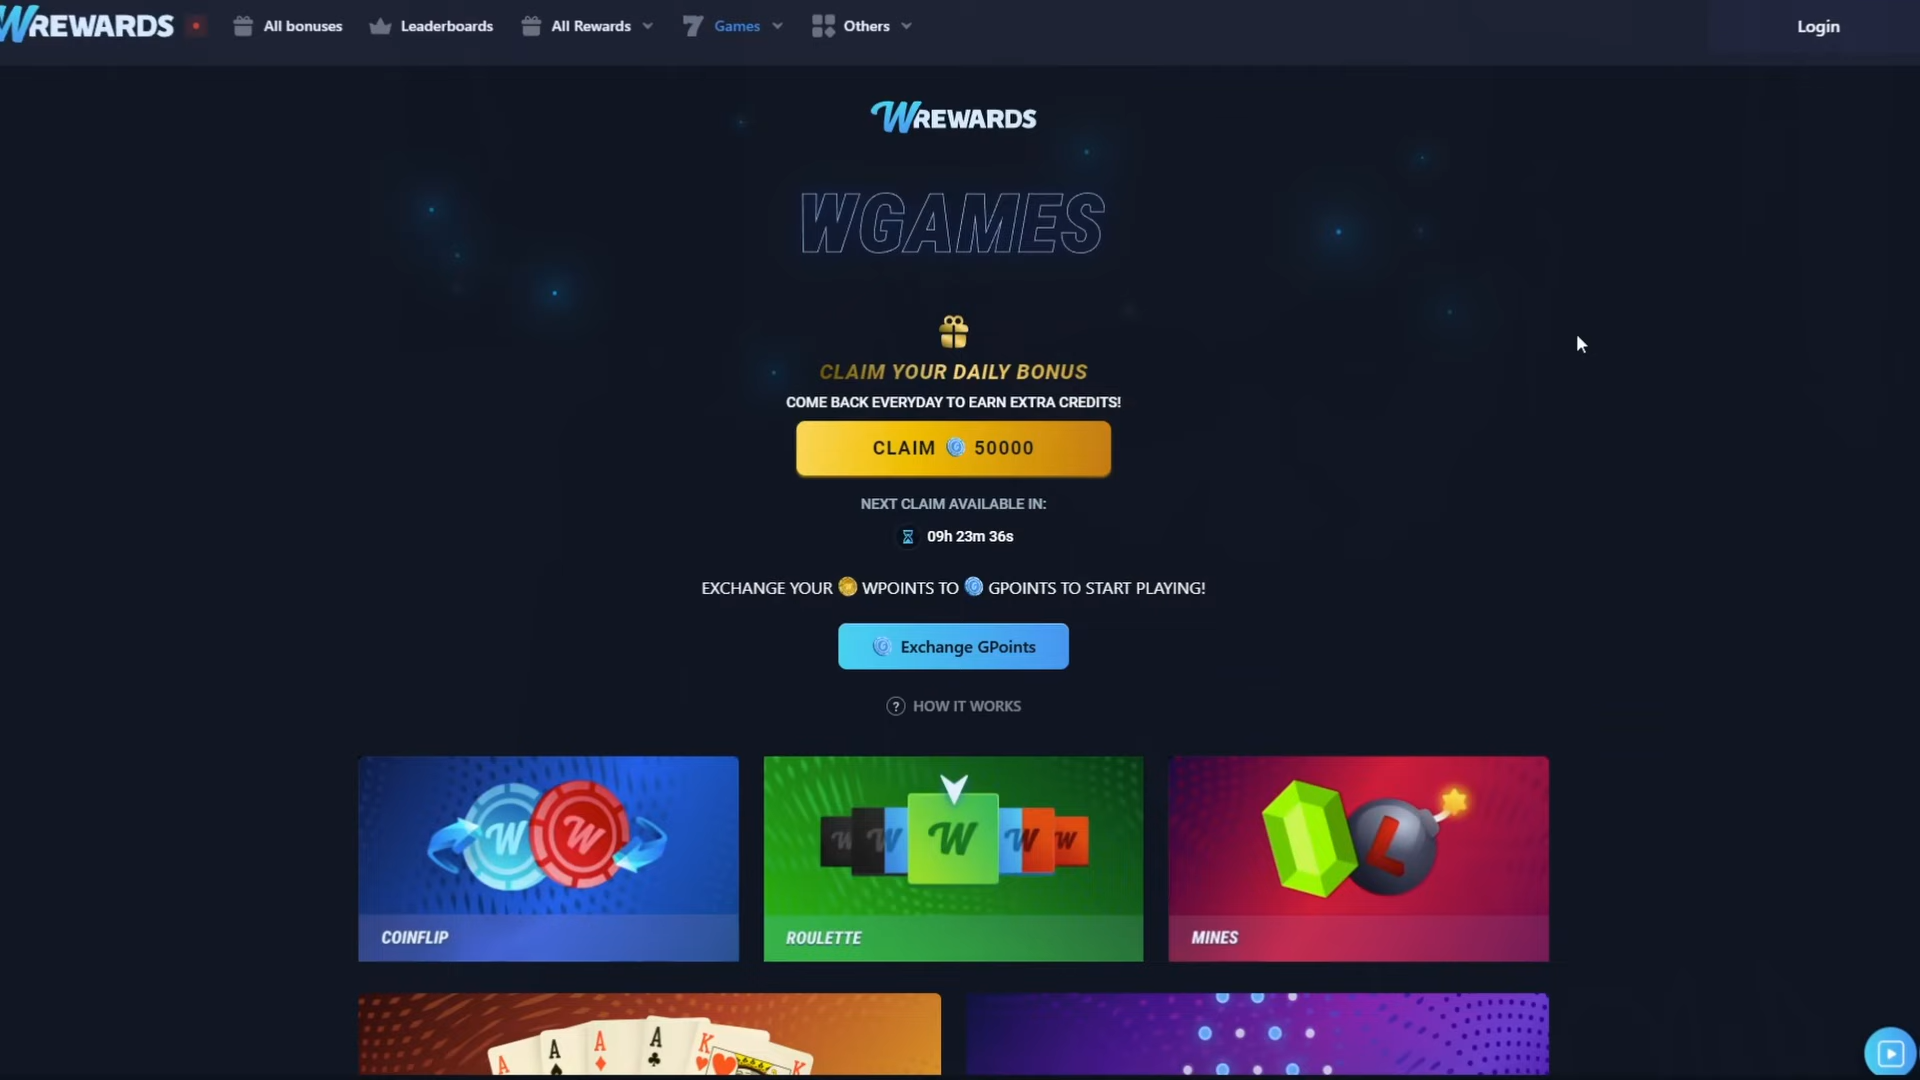 WREWARDS
All bonuses
Leaderboards
All Rewards
Games
Others
Login
WREWARDS
WGAMES
CLAIM YOUR DAILY BONUS
COME BACK EVERYDAY TO EARN EXTRA CREDITS!
CLAIM G 50000
NEXT CLAIM AVAILABLE IN:
09h 23m 36s
EXCHANGE YOUR WPOINTS TO G GPOINTS TO START PLAYING!
G Exchange GPoints
? HOW IT WORKS
W W
W W W W W
L
COINFLIP
ROULETTE
MINES
A A A A K K